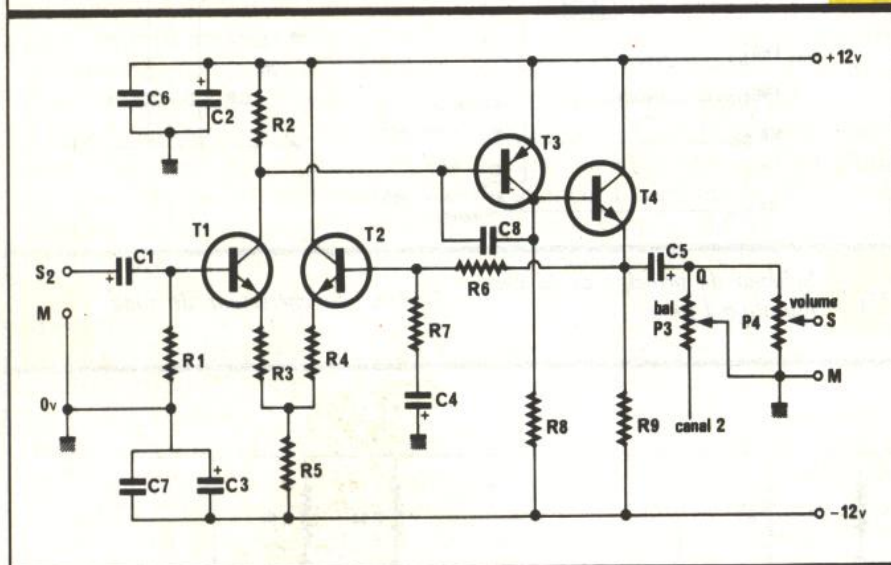 +12v
C6
C2
+
R2
T3
T4
C8
T1
T2
S2
C1
+
R6
C5
+
Q
R7
bal
P3
volume
P4
S
M
R1
R3
R4
C4
+
M
0v
R8
R9
canal 2
C7
C3
+
R5
-12v